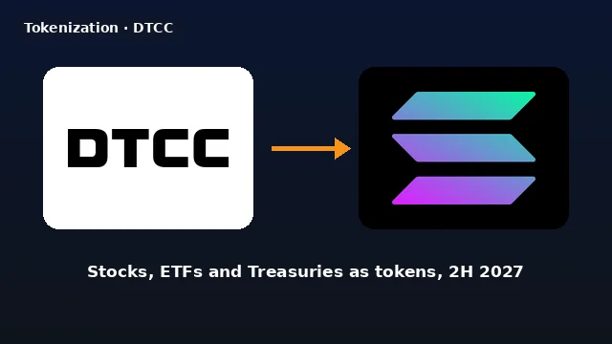 Tokenization · DTCC
DTCC
Stocks, ETFs and Treasuries as tokens, 2H 2027